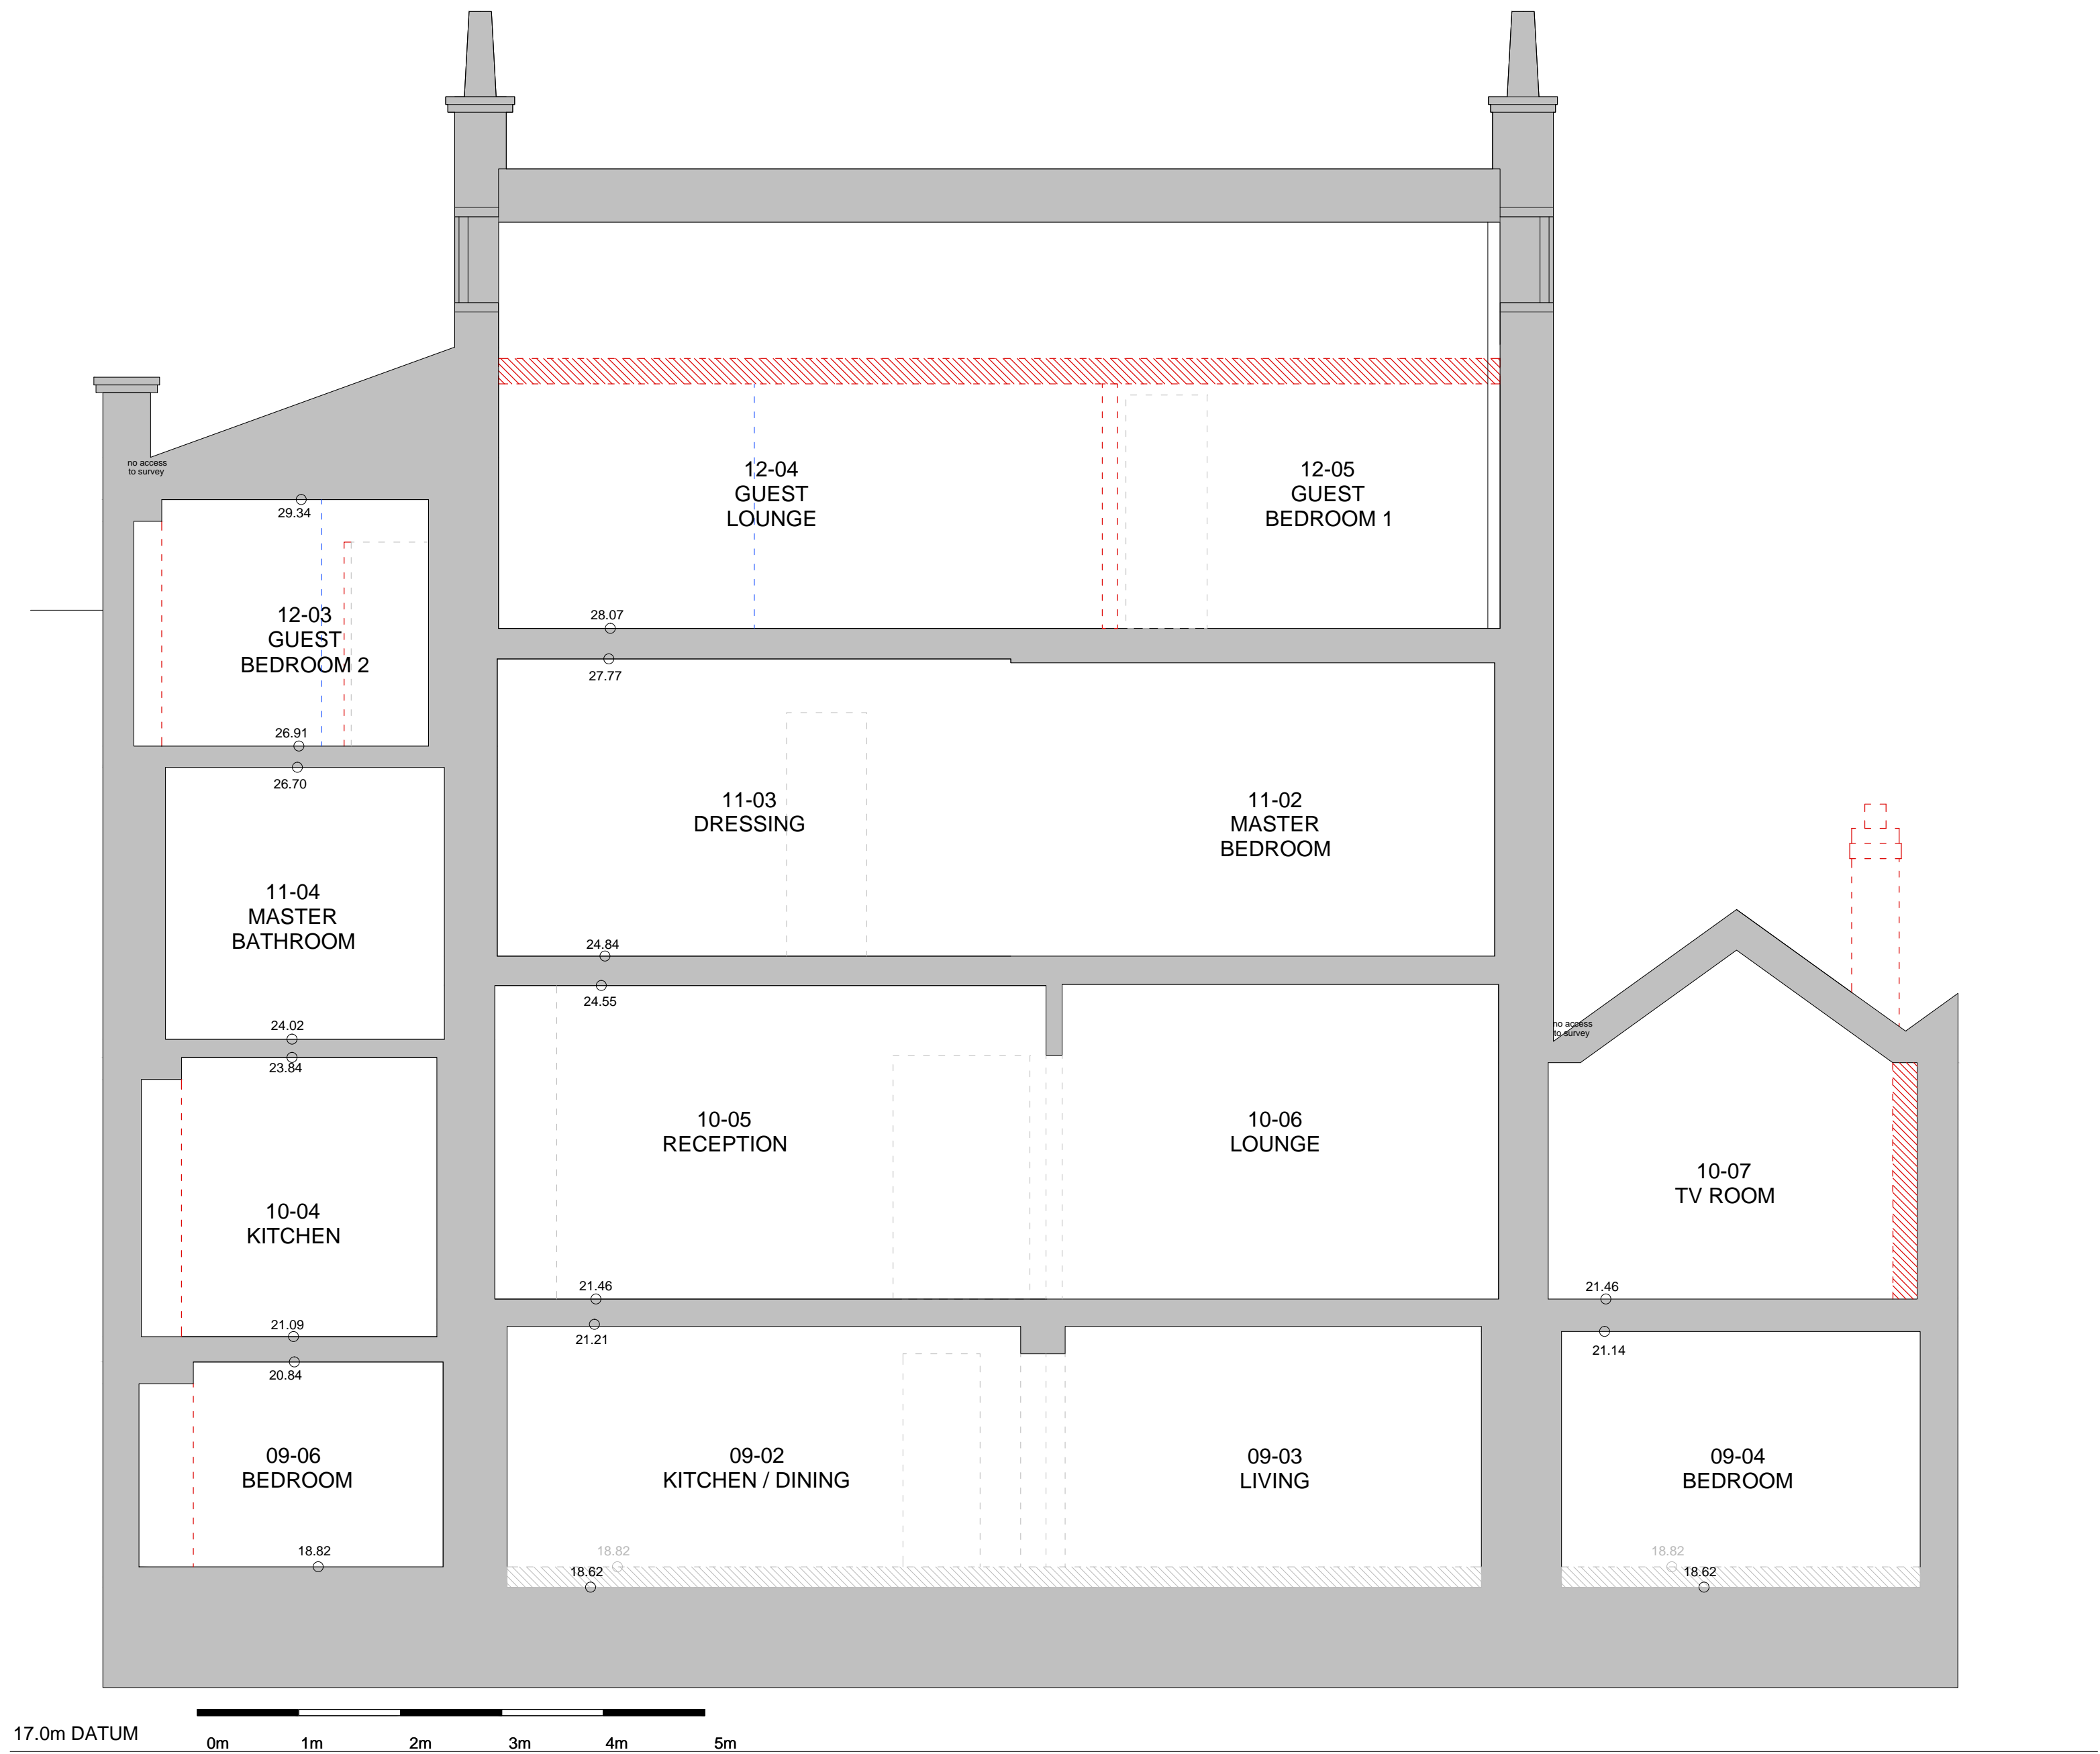 no access
to survey
29.34
12-04
GUEST
LOUNGE
12-05
GUEST
BEDROOM 1
12-03
GUEST
BEDROOM 2
28.07
27.77
26.91
26.70
11-03
DRESSING
11-02
MASTER
BEDROOM
11-04
MASTER
BATHROOM
24.84
24.55
24.02
23.84
no access
to survey
10-05
RECEPTION
10-06
LOUNGE
10-07
TV ROOM
10-04
KITCHEN
21.46
21.46
21.09
21.21
21.14
20.84
09-06
BEDROOM
09-02
KITCHEN / DINING
09-03
LIVING
09-04
BEDROOM
18.82
18.82
18.62
18.82
18.62
17.0m DATUM
0m 1m 2m 3m 4m 5m